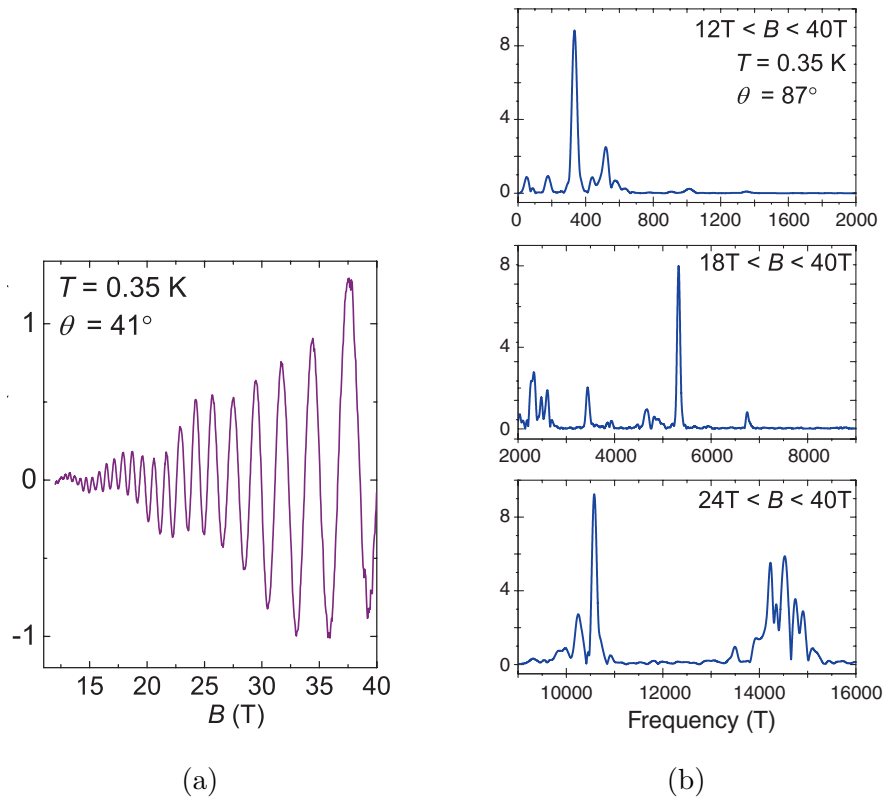 T = 0.35 K
θ = 41°
1
0
-1
15 20 25 30 35 40
B (T)
(a)
12T < B < 40T
T = 0.35 K
θ = 87°
8
4
0
0 400 800 1200 1600 2000
18T < B < 40T
8
4
0
2000 4000 6000 8000
24T < B < 40T
8
4
0
10000 12000 14000 16000
Frequency (T)
(b)